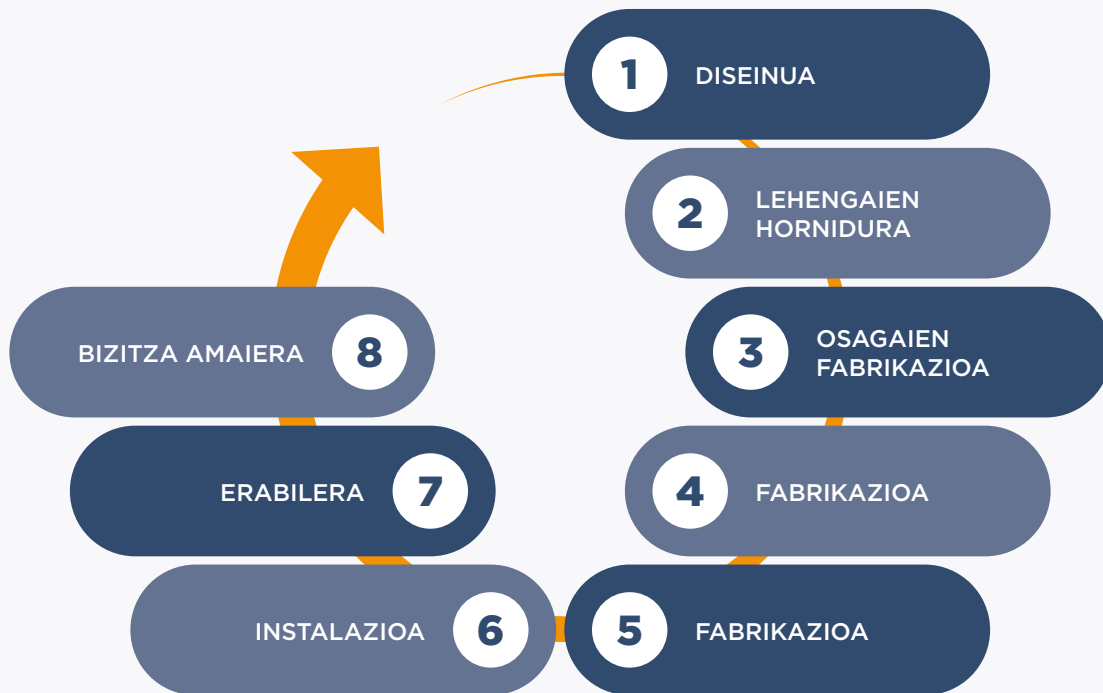 1 DISEINUA
2 LEHENGAIEN
HORNIDURA
3 OSAGAIEN
FABRIKAZIOA
4 FABRIKAZIOA
5 FABRIKAZIOA
INSTALAZIOA 6
ERABILERA 7
BIZITZA AMAIERA 8